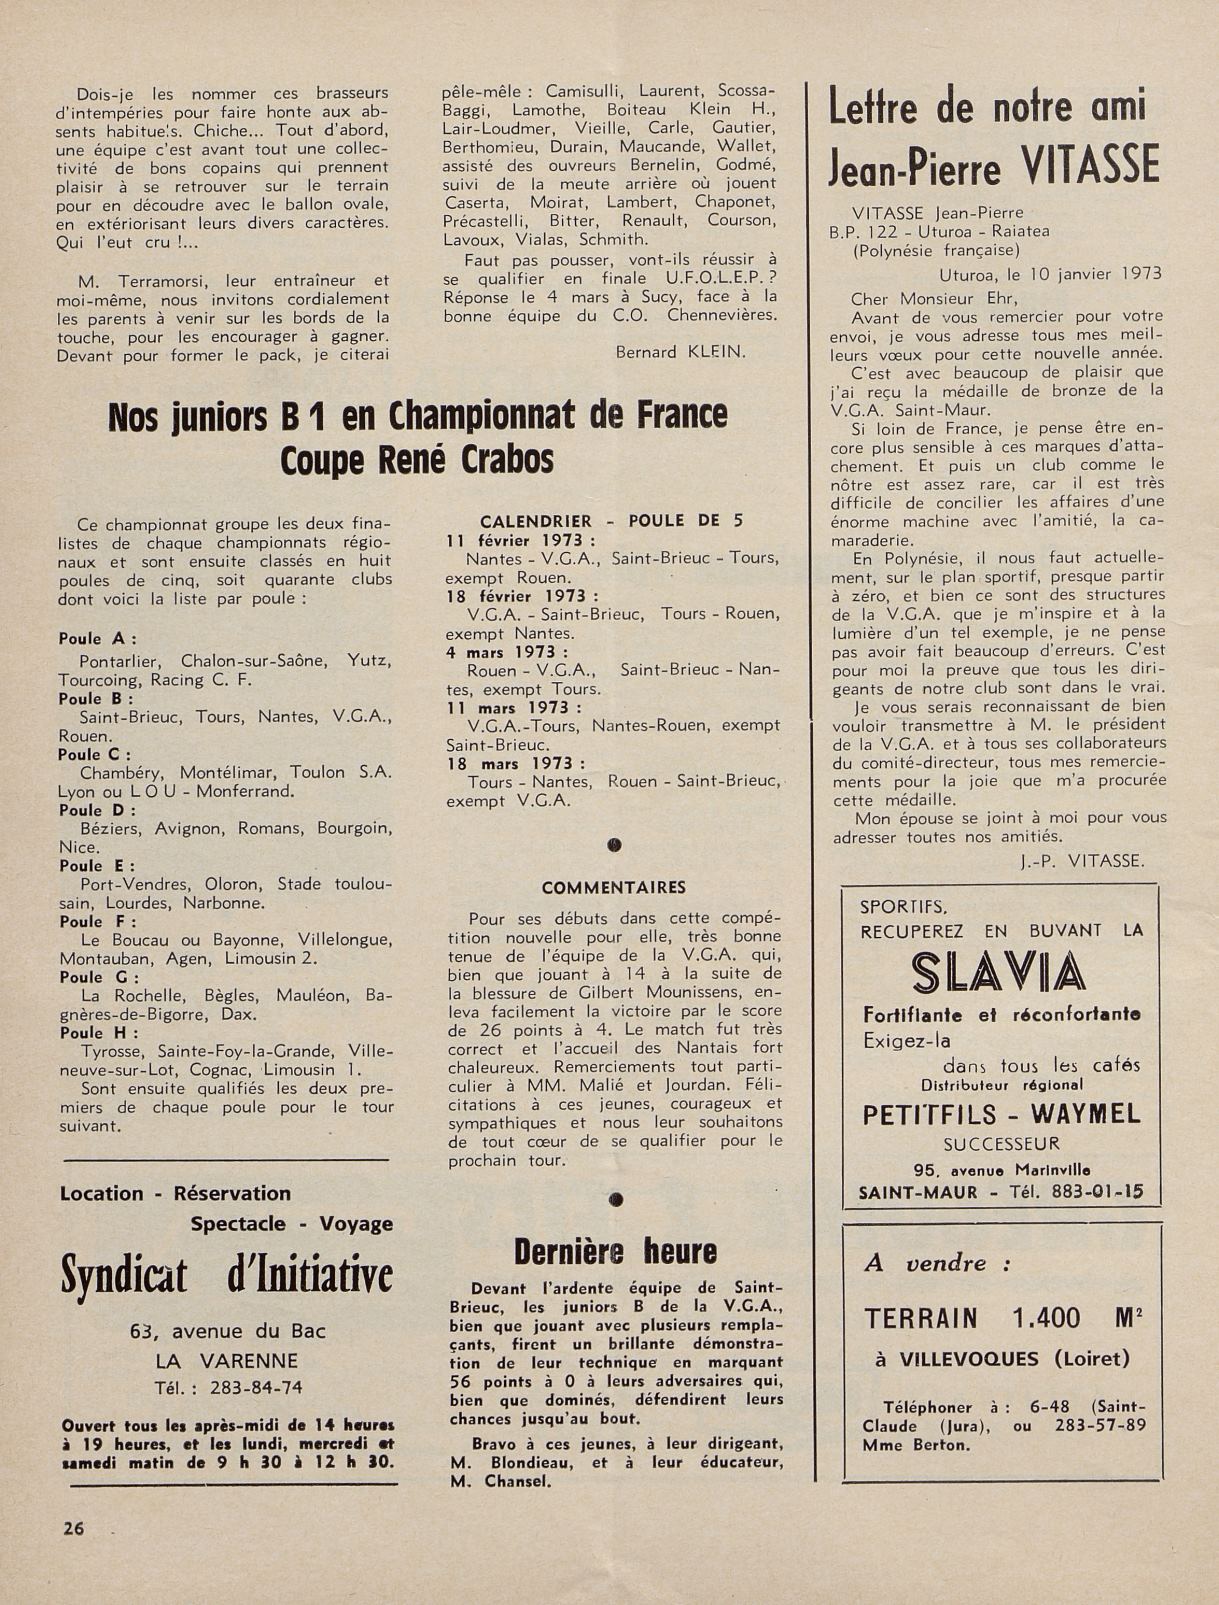 Dois-je les nommer ces brasseurs
d'intempéries pour faire honte aux ab-
sents habitue's. Chiche... Tout d'abord,
une équipe c'est avant tout une collec-
tivité de bons copains qui prennent
plaisir à se retrouver sur le terrain
pour en découdre avec le ballon ovale,
en extériorisant leurs divers caractères.
Qui l'eut cru !...
M. Terramorsi, leur entraîneur et
moi-même, nous invitons cordialement
les parents à venir sur les bords de la
touche, pour les encourager à gagner.
Devant pour former le pack, je citerai
pêle-mêle : Camisulli, Laurent, Scossa-
Baggi, Lamothe, Boiteau Klein H.,
Lair-Loudmer, Vieille, Carle, Gautier,
Berthomieu, Durain, Maucande, Wallet,
assisté des ouvreurs Bernelin, Godmé,
suivi de la meute arrière où jouent
Caserta, Moirat, Lambert, Chaponet,
Précastelli, Bitter, Renault, Courson,
Lavoux, Vialas, Schmith.
Faut pas pousser, vont-ils réussir à
se qualifier en finale U.F.O.L.E.P. ?
Réponse le 4 mars à Sucy, face à la
bonne équipe du C.O. Chennevières.
Bernard KLEIN.
Nos juniors B 1 en Championnat de France
Coupe René Crabos
Ce championnat groupe les deux fina-
listes de chaque championnats régio-
naux et sont ensuite classés en huit
poules de cinq, soit quarante clubs
dont voici la liste par poule :
Poule A :
Pontarlier, Chalon-sur-Saône, Yutz,
Tourcoing, Racing C. F.
Poule B :
Saint-Brieuc, Tours, Nantes, V.G.A.,
Rouen.
Poule C :
Chambéry, Montélimar, Toulon S.A.
Lyon ou L O U - Monferrand.
Poule D :
Béziers, Avignon, Romans, Bourgoin,
Nice.
Poule E :
Port-Vendres, Oloron, Stade toulou-
sain, Lourdes, Narbonne.
Poule F :
Le Boucau ou Bayonne, Villelongue,
Montauban, Agen, Limousin 2.
Poule G :
La Rochelle, Bègles, Mauléon, Ba-
gnères-de-Bigorre, Dax.
Poule H :
Tyrosse, Sainte-Foy-la-Grande, Ville-
neuve-sur-Lot, Cognac, Limousin 1.
Sont ensuite qualifiés les deux pre-
miers de chaque poule pour le tour
suivant.
Location - Réservation
Spectacle - Voyage
Syndicat d'Initiative
63, avenue du Bac
LA VARENNE
Tél. : 283-84-74
Ouvert tous les après-midi de 14 heures
à 19 heures, et les lundi, mercredi et
samedi matin de 9 h 30 à 12 h 30.
CALENDRIER - POULE DE 5
11 février 1973 :
Nantes - V.G.A., Saint-Brieuc - Tours,
exempt Rouen.
18 février 1973 :
V.G.A. - Saint-Brieuc, Tours - Rouen,
exempt Nantes.
4 mars 1973 :
Rouen - V.G.A., Saint-Brieuc - Nan-
tes, exempt Tours.
11 mars 1973 :
V.G.A.-Tours, Nantes-Rouen, exempt
Saint-Brieuc.
18 mars 1973 :
Tours - Nantes, Rouen - Saint-Brieuc,
exempt V.G.A.
COMMENTAIRES
Pour ses débuts dans cette compé-
tition nouvelle pour elle, très bonne
tenue de l'équipe de la V.G.A. qui,
bien que jouant à 14 à la suite de
la blessure de Gilbert Mounissens, en-
leva facilement la victoire par le score
de 26 points à 4. Le match fut très
correct et l'accueil des Nantais fort
chaleureux. Remerciements tout parti-
culier à MM. Malié et Jourdan. Féli-
citations à ces jeunes, courageux et
sympathiques et nous leur souhaitons
de tout cœur de se qualifier pour le
prochain tour.
Dernière heure
Devant l'ardente équipe de Saint-
Brieuc, les juniors B de la V.G.A.,
bien que jouant avec plusieurs rempla-
çants, firent un brillante démonstra-
tion de leur technique en marquant
56 points à 0 à leurs adversaires qui,
bien que dominés, défendirent leurs
chances jusqu'au bout.
Bravo à ces jeunes, à leur dirigeant,
M. Blondieau, et à leur éducateur,
M. Chansel.
Lettre de notre ami
Jean-Pierre VITASSE
VITASSE Jean-Pierre
B.P. 122 - Uturoa - Raiatea
(Polynésie française)
Uturoa, le 10 janvier 1973
Cher Monsieur Ehr,
Avant de vous remercier pour votre
envoi, je vous adresse tous mes meil-
leurs vœux pour cette nouvelle année.
C'est avec beaucoup de plaisir que
j'ai reçu la médaille de bronze de la
V.G.A. Saint-Maur.
Si loin de France, je pense être en-
core plus sensible à ces marques d'atta-
chement. Et puis un club comme le
nôtre est assez rare, car il est très
difficile de concilier les affaires d'une
énorme machine avec l'amitié, la ca-
maraderie.
En Polynésie, il nous faut actuelle-
ment, sur le plan sportif, presque partir
à zéro, et bien ce sont des structures
de la V.G.A. que je m'inspire et à la
lumière d'un tel exemple, je ne pense
pas avoir fait beaucoup d'erreurs. C'est
pour moi la preuve que tous les diri-
geants de notre club sont dans le vrai.
Je vous serais reconnaissant de bien
vouloir transmettre à M. le président
de la V.G.A. et à tous ses collaborateurs
du comité-directeur, tous mes remercie-
ments pour la joie que m'a procurée
cette médaille.
Mon épouse se joint à moi pour vous
adresser toutes nos amitiés.
J.-P. VITASSE.
SPORTIFS,
RECUPEREZ EN BUVANT LA
SLAVIA
Fortifiante et réconfortante
Exigez-la
dans tous les cafés
Distributeur régional
PETITFILS - WAYMEL
SUCCESSEUR
95, avenue Marinville
SAINT-MAUR - Tél. 883-01-15
A vendre :
TERRAIN 1.400 M²
à VILLEVOQUES (Loiret)
Téléphoner à : 6-48 (Saint-
Claude (Jura), ou 283-57-89
Mme Berton.
26